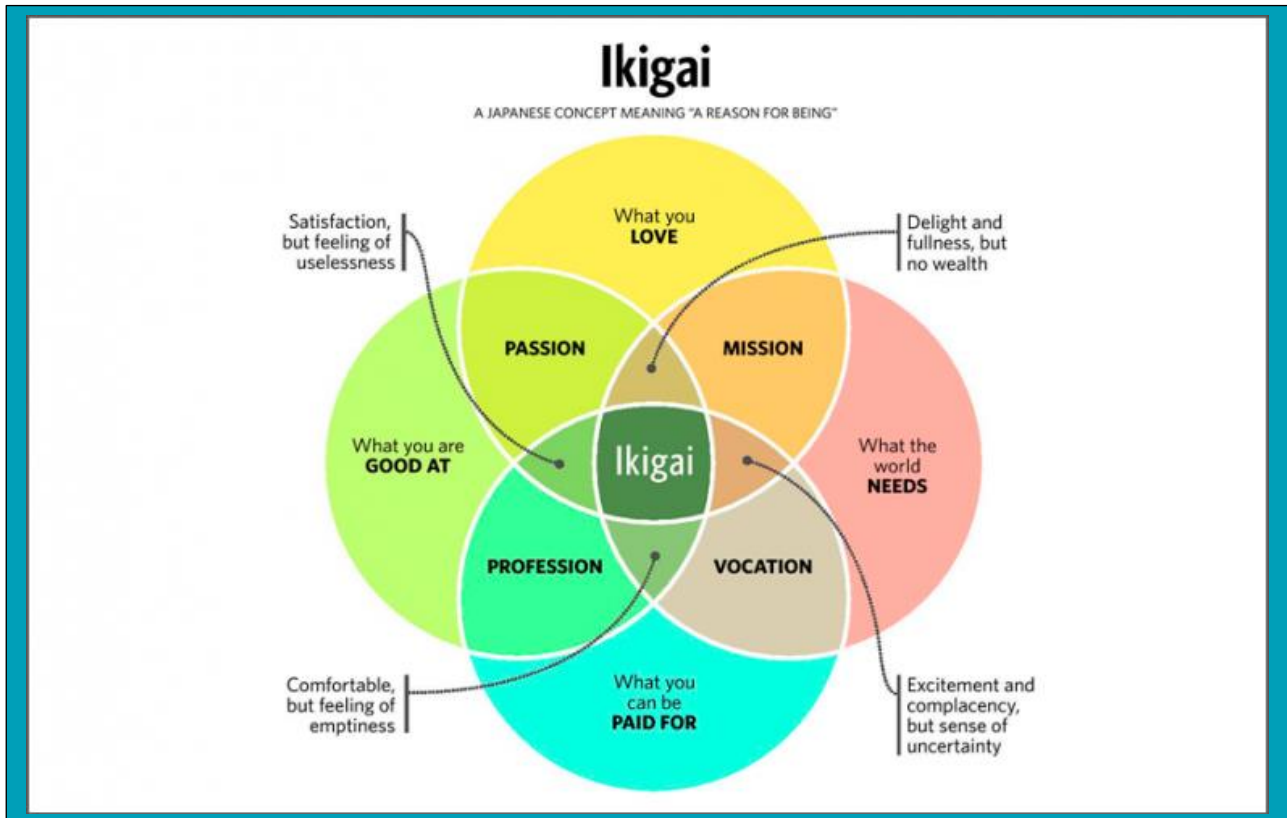 Ikigai
A JAPANESE CONCEPT MEANING "A REASON FOR BEING"
Satisfaction,
but feeling of
uselessness
What you
LOVE
Delight and
fullness, but
no wealth
PASSION
MISSION
What you are
GOOD AT
Ikigai
What the
world
NEEDS
PROFESSION
VOCATION
Comfortable,
but feeling of
emptiness
What you
can be
PAID FOR
Excitement and
complacency,
but sense of
uncertainty